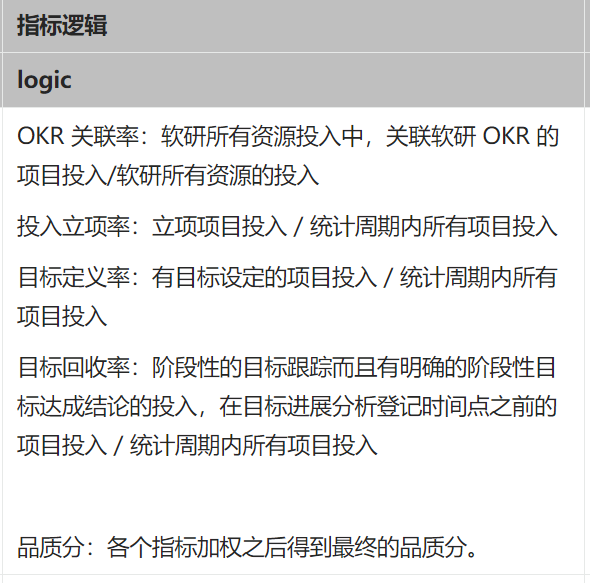 指标逻辑
logic
OKR 关联率：软研所有资源投入中，关联软研 OKR 的
项目投入/软研所有资源的投入
投入立项率：立项项目投入 / 统计周期内所有项目投入
目标定义率：有目标设定的项目投入 / 统计周期内所有
项目投入
目标回收率：阶段性的目标跟踪而且有明确的阶段性目
标达成结论的投入，在目标进展分析登记时间点之前的
项目投入 / 统计周期内所有项目投入
品质分：各个指标加权之后得到最终的品质分。